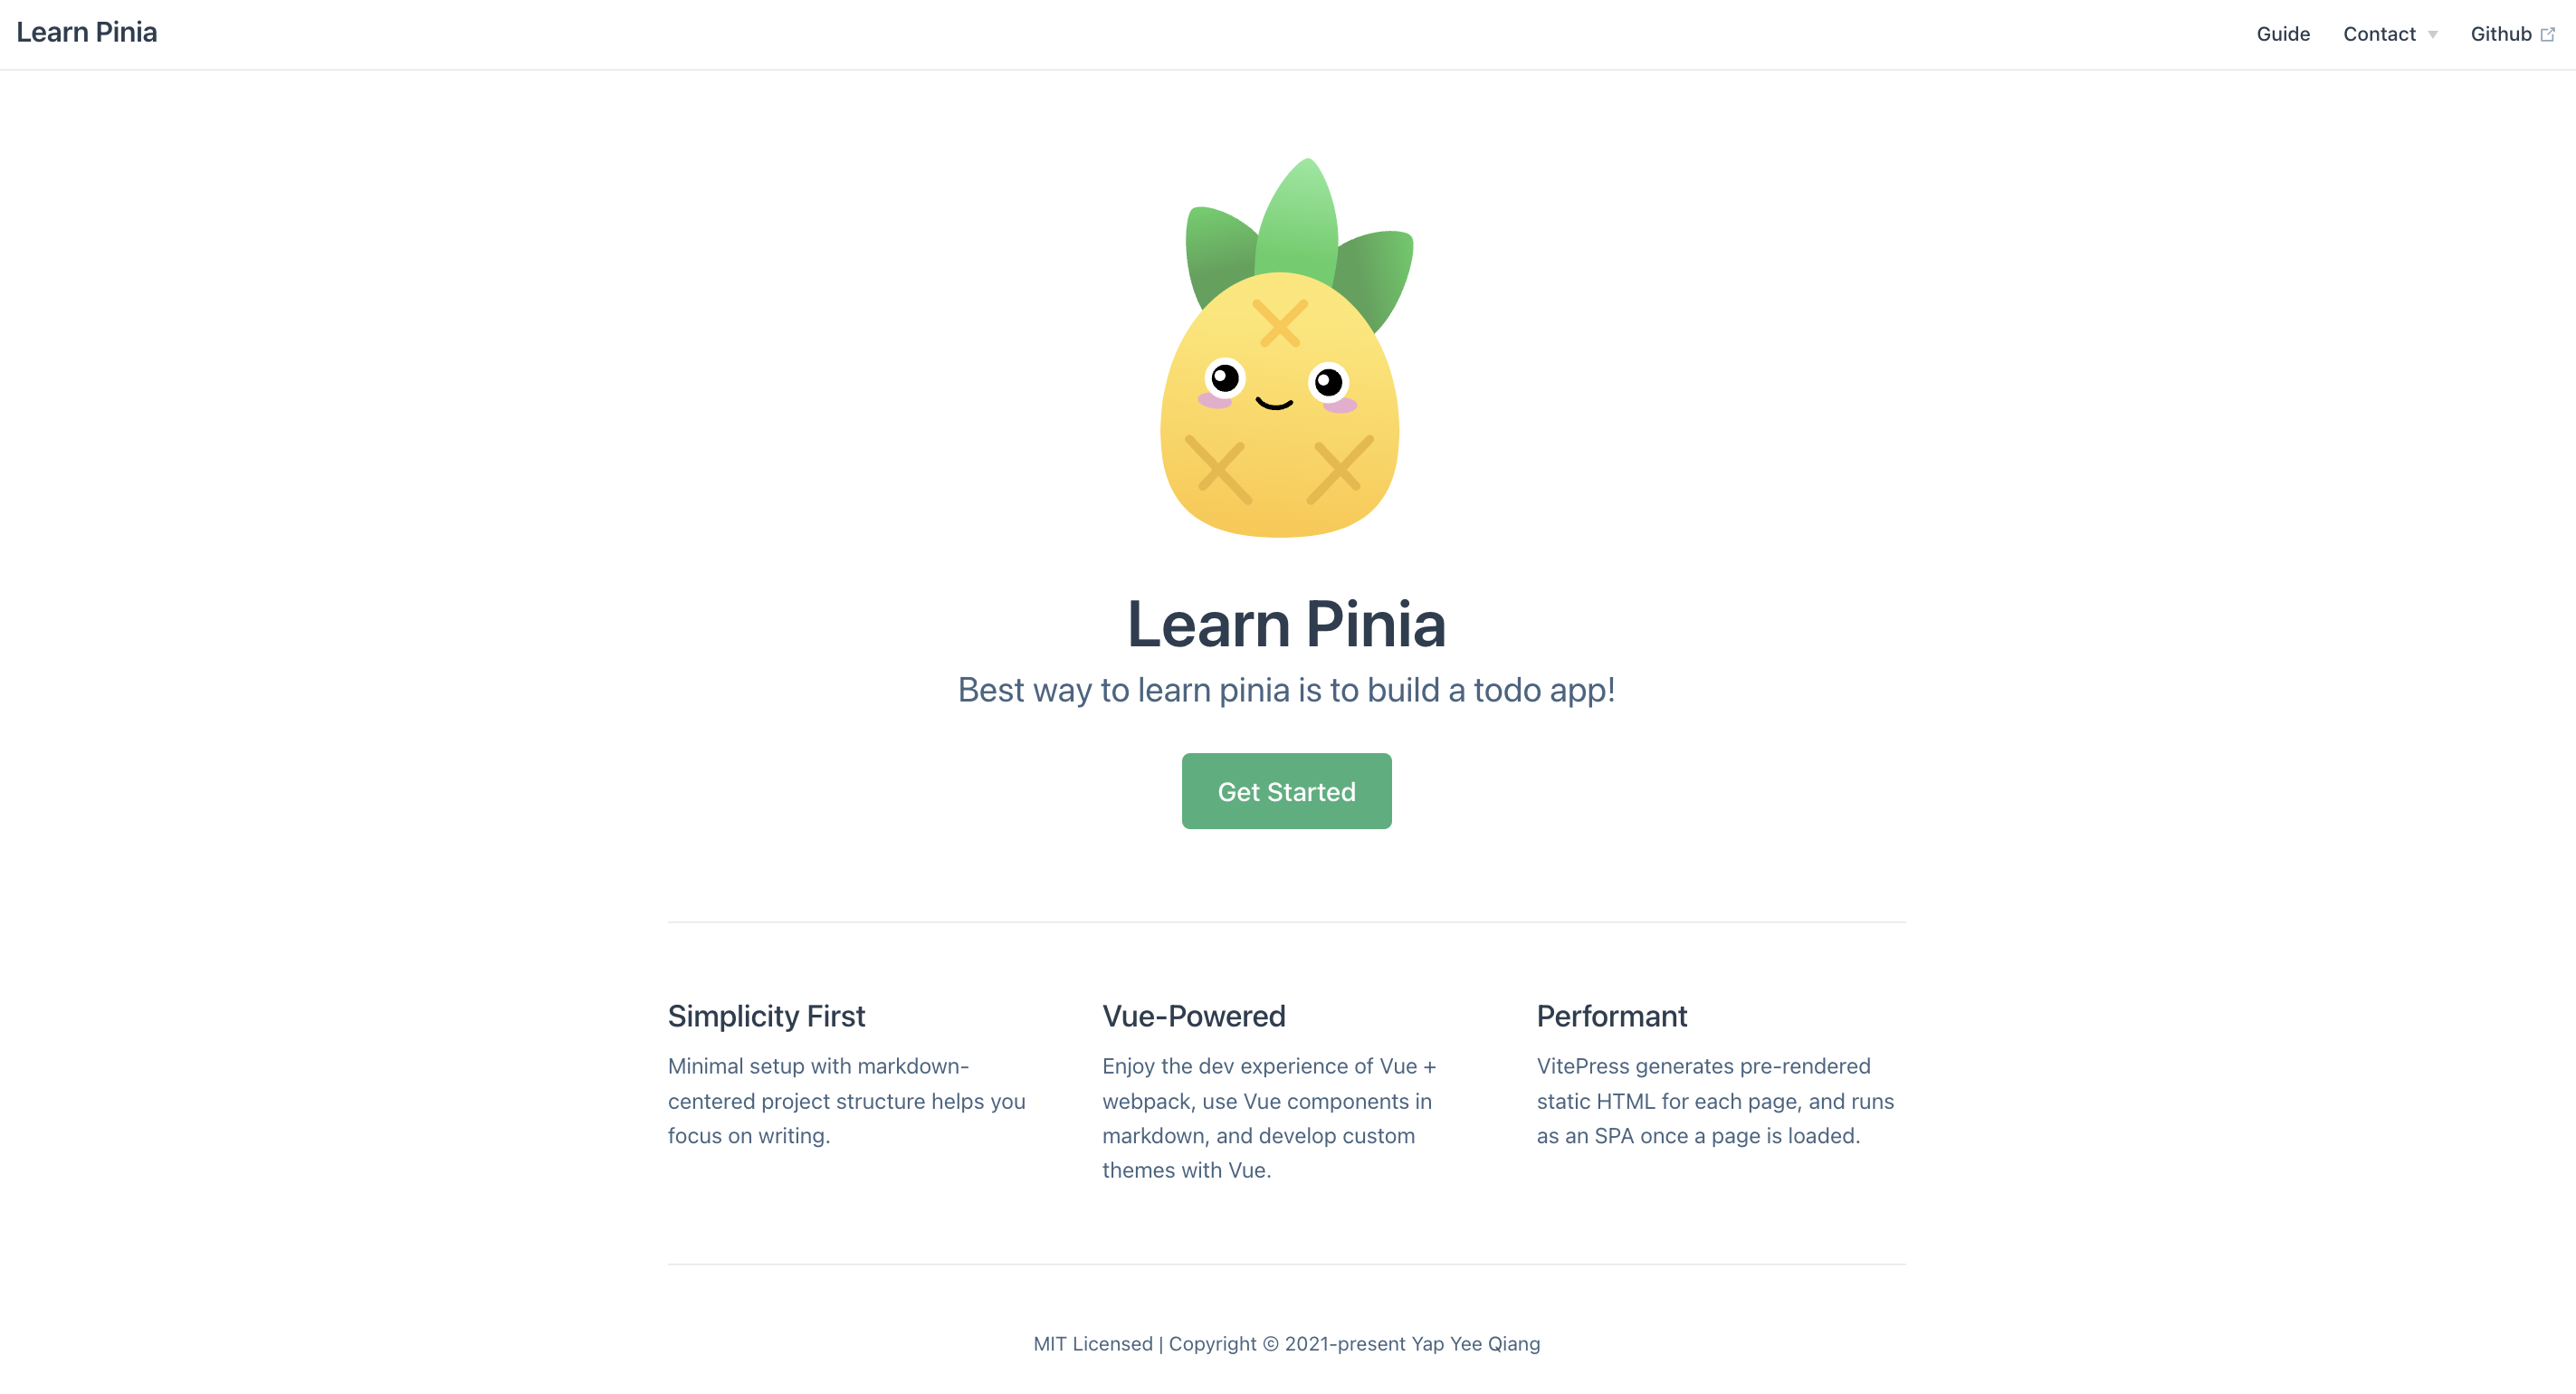 Learn Pinia
Guide
Contact
Github
Learn Pinia
Best way to learn pinia is to build a todo app!
Get Started
Simplicity First
Minimal setup with markdown-
centered project structure helps you
focus on writing.
Vue-Powered
Enjoy the dev experience of Vue +
webpack, use Vue components in
markdown, and develop custom
themes with Vue.
Performant
VitePress generates pre-rendered
static HTML for each page, and runs
as an SPA once a page is loaded.
MIT Licensed | Copyright © 2021-present Yap Yee Qiang